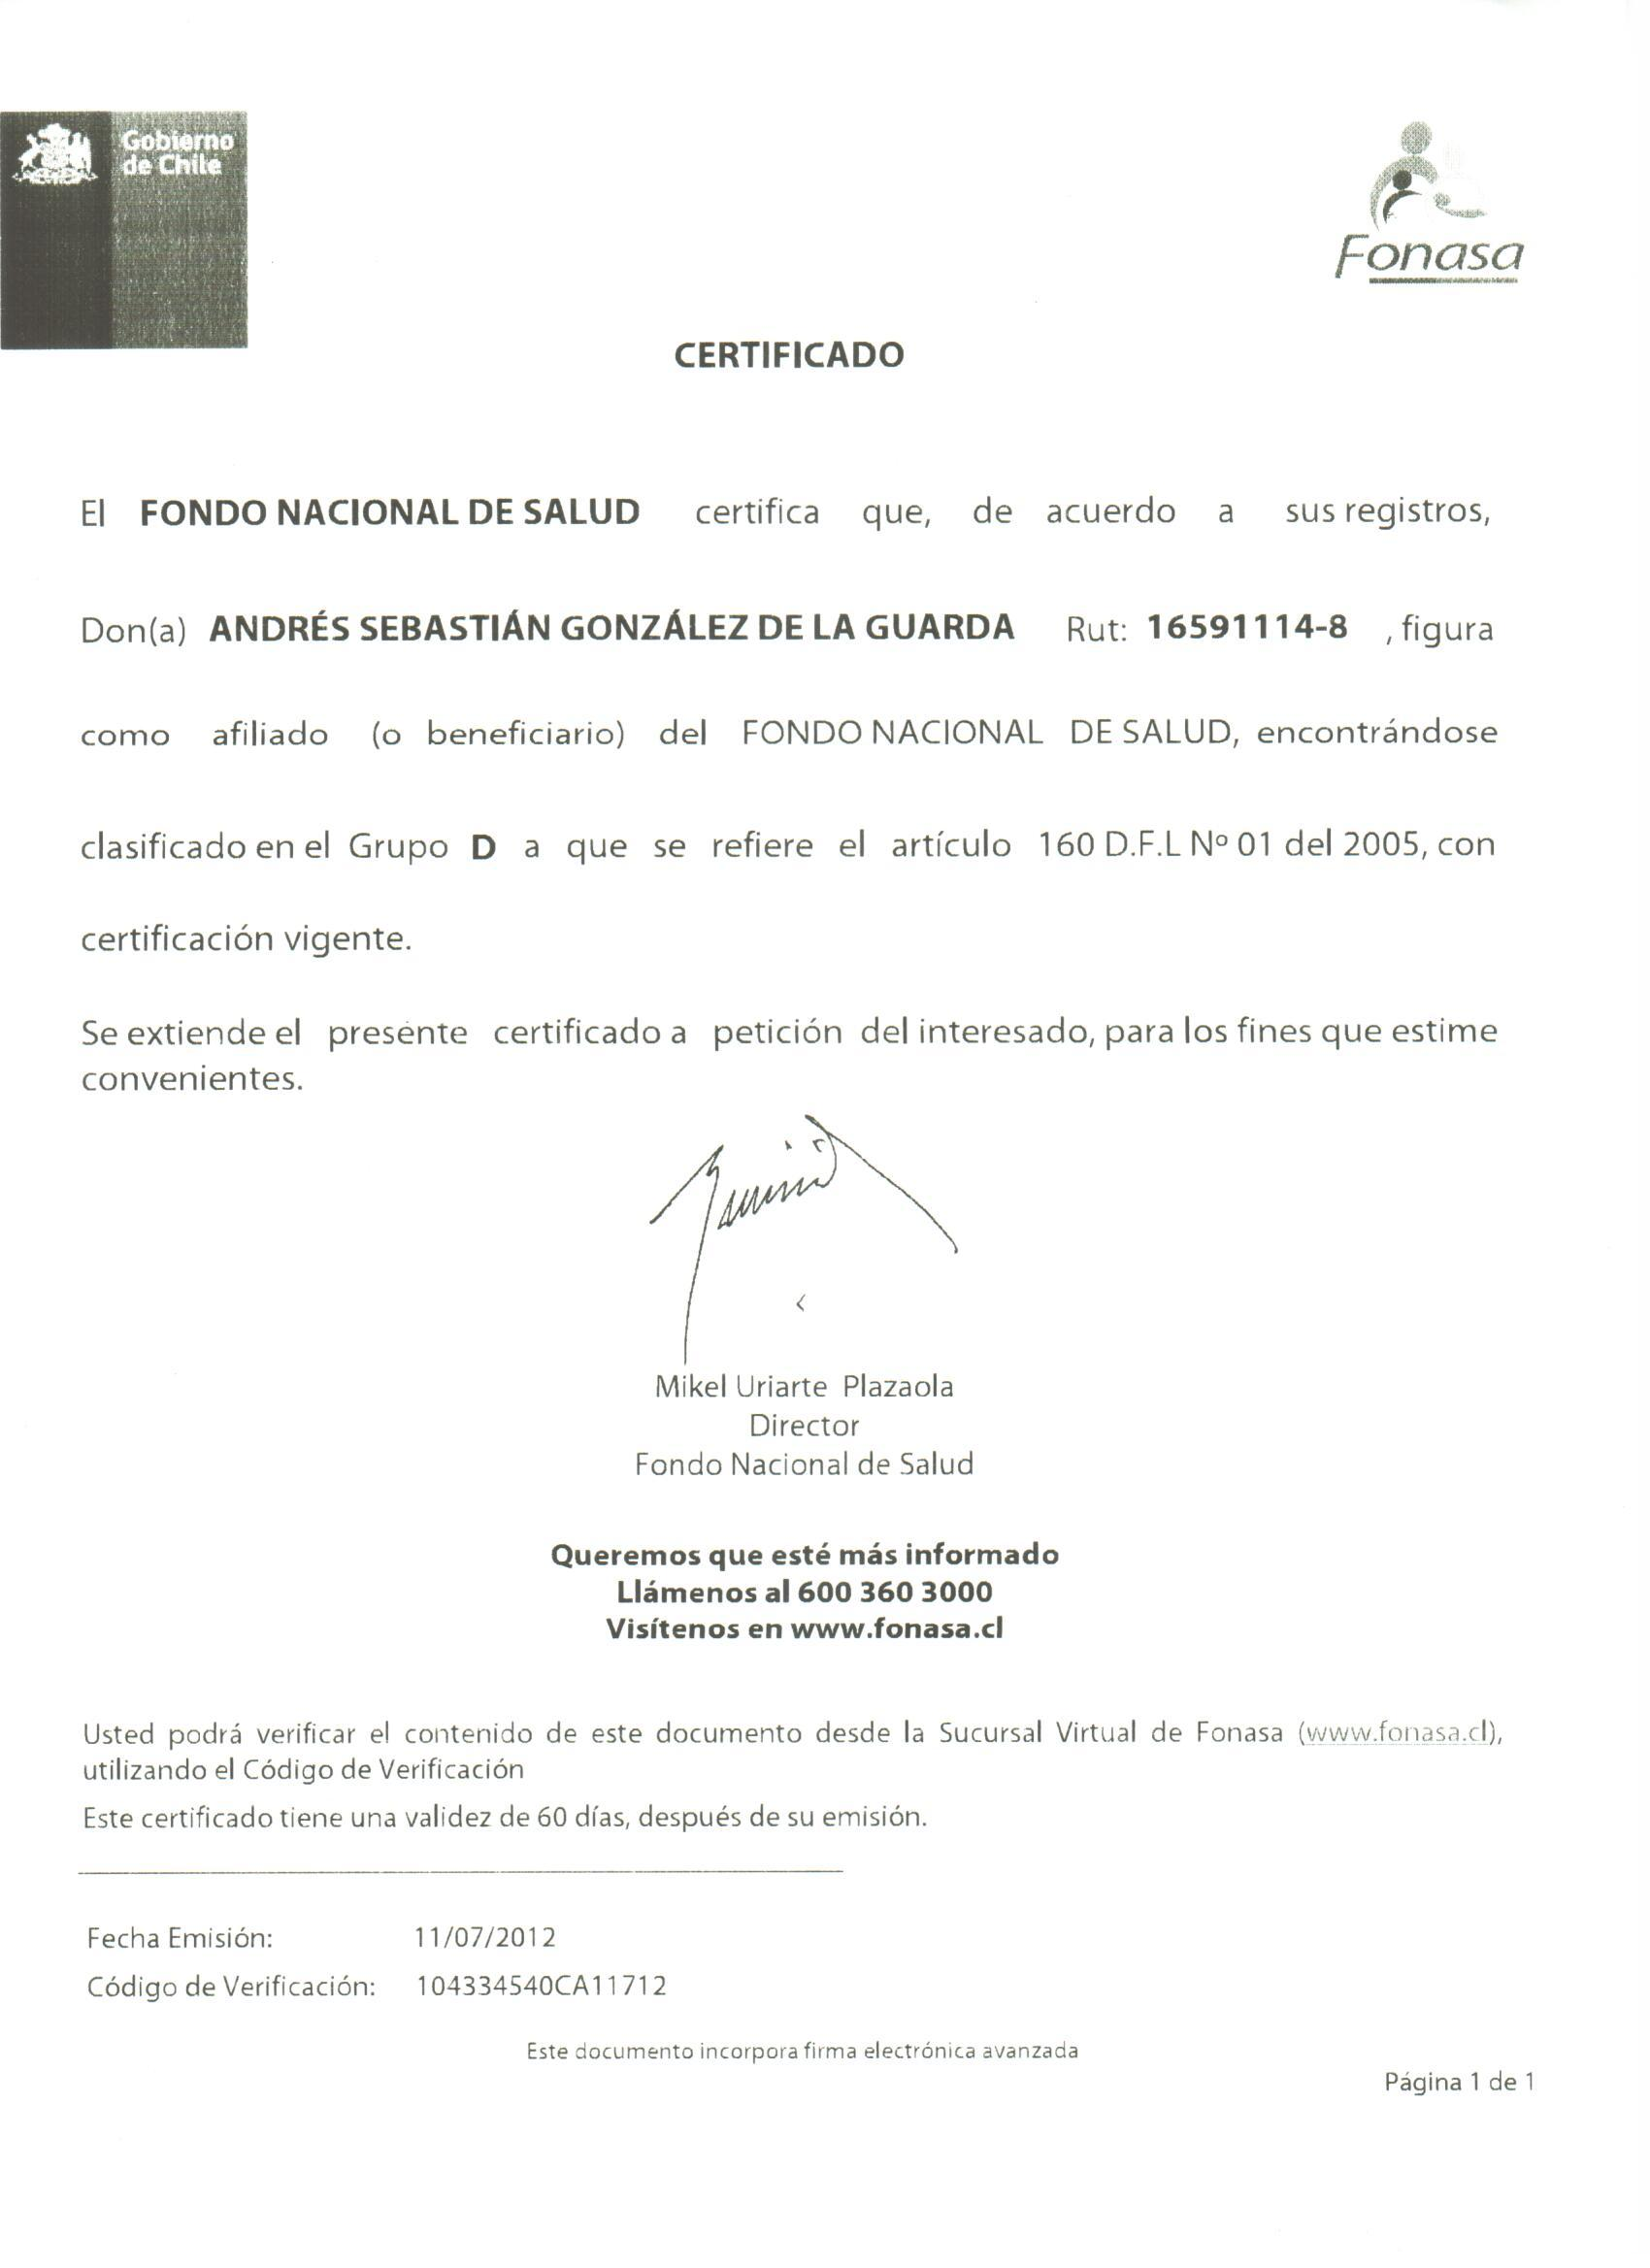 Gobierno
de Chile
Fonasa
CERTIFICADO
El FONDO NACIONAL DE SALUD certifica que, de acuerdo a sus registros,
Don(a) ANDRÉS SEBASTIÁN GONZÁLEZ DE LA GUARDA Rut: 16591114-8 , figura
como afiliado (o beneficiario) del FONDO NACIONAL DE SALUD, encontrándose
clasificado en el Grupo D a que se refiere el artículo 160 D.F.L Nº 01 del 2005, con
certificación vigente.
Se extiende el presente certificado a petición del interesado, para los fines que estime
convenientes.
Mikel Uriarte Plazaola
Director
Fondo Nacional de Salud
Queremos que esté más informado
Llámenos al 600 360 3000
Visítenos en www.fonasa.cl
Usted podrá verificar el contenido de este documento desde la Sucursal Virtual de Fonasa (www.fonasa.cl),
utilizando el Código de Verificación
Este certificado tiene una validez de 60 días, después de su emisión.
Fecha Emisión: 11/07/2012
Código de Verificación: 104334540CA11712
Este documento incorpora firma electrónica avanzada
Página 1 de 1